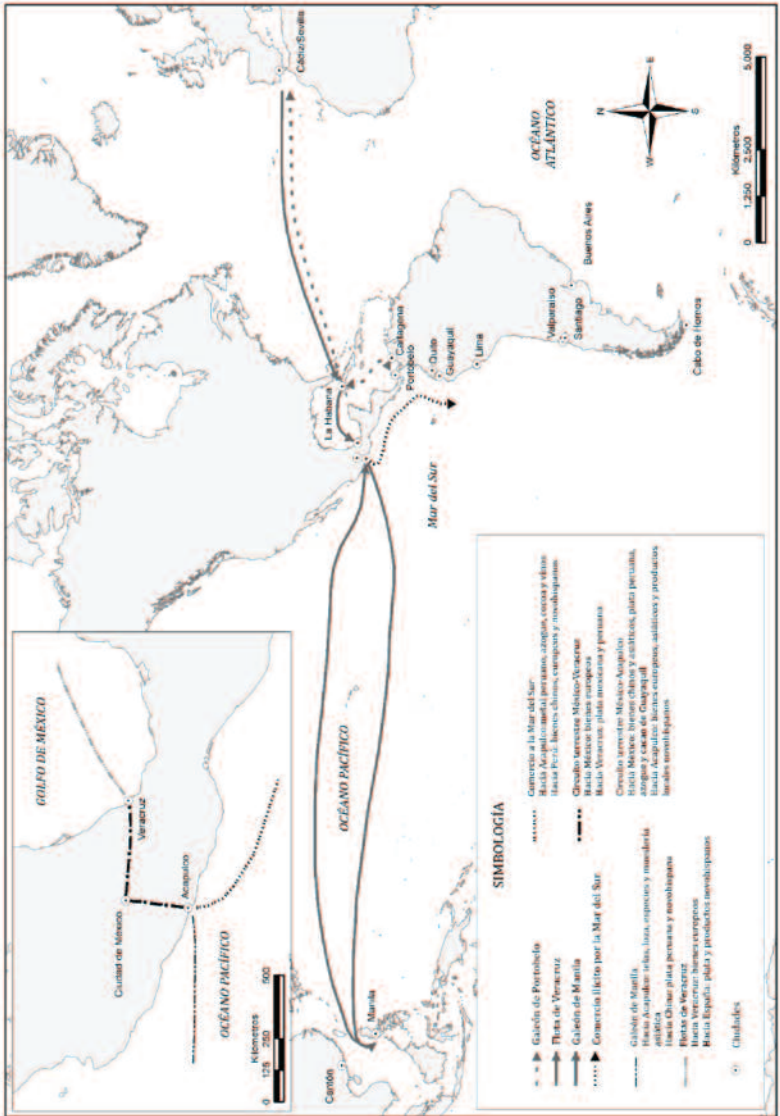 GOLFO DE MÉXICO
Ciudad de México
Veracruz
Acapulco
OCÉANO PACÍFICO
Kilómetros
0 125 250 500
Cádiz/Sevilla
La Habana
Cartagena
Portobelo
Quito
Guayaquil
Lima
Mar del Sur
OCÉANO PACÍFICO
Manila
Cantón
OCÉANO
ATLÁNTICO
Buenos Aires
Valparaíso
Santiago
Cabo de Hornos
N
E
S
W
Kilómetros
0 1,250 2,500 5,000
SIMBOLOGÍA
Galeón de Portobelo
Flota de Veracruz
Galeón de Manila
Comercio ilícito por la Mar del Sur
Galeón de Manila
Hacia Acapulco: telas, loza, especies y mueblería
asiática
Hacia China: plata peruana y novohispana
Flotas de Veracruz
Hacia Veracruz: bienes europeos
Hacia España: plata y productos novohispanos
Ciudades
Comercio a la Mar del Sur
Hacia Acapulco: metal peruano, azogue, cocoa y vinos
Hacia Perú: bienes chinos, europeos y novohispanos
Circuito terrestre México-Veracruz
Hacia México: bienes europeos
Hacia Veracruz: plata mexicana y peruana
Circuito terrestre México-Acapulco
Hacia México: bienes chinos y asiáticos, plata peruana,
azogue y cacao de Guayaquil
Hacia Acapulco: bienes europeos, asiáticos y productos
locales novohispanos